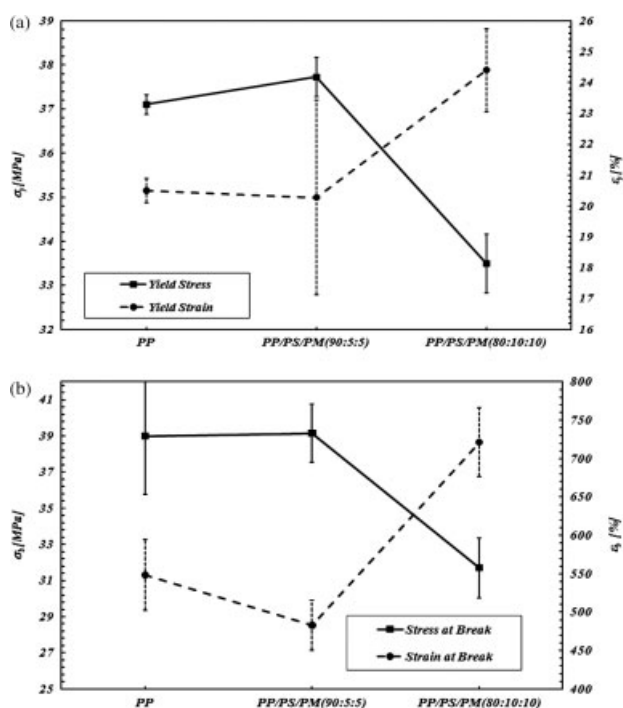 (a)
39
38
37
36
35
34
33
32
σy[MPa]
26
25
24
23
22
21
20
19
18
17
16
εy[%]
Yield Stress
Yield Strain
PP
PP/PS/PM(90:5:5)
PP/PS/PM(80:10:10)
(b)
41
39
37
35
33
31
29
27
25
σb[MPa]
800
750
700
650
600
550
500
450
400
εb[%]
Stress at Break
Strain at Break
PP
PP/PS/PM(90:5:5)
PP/PS/PM(80:10:10)